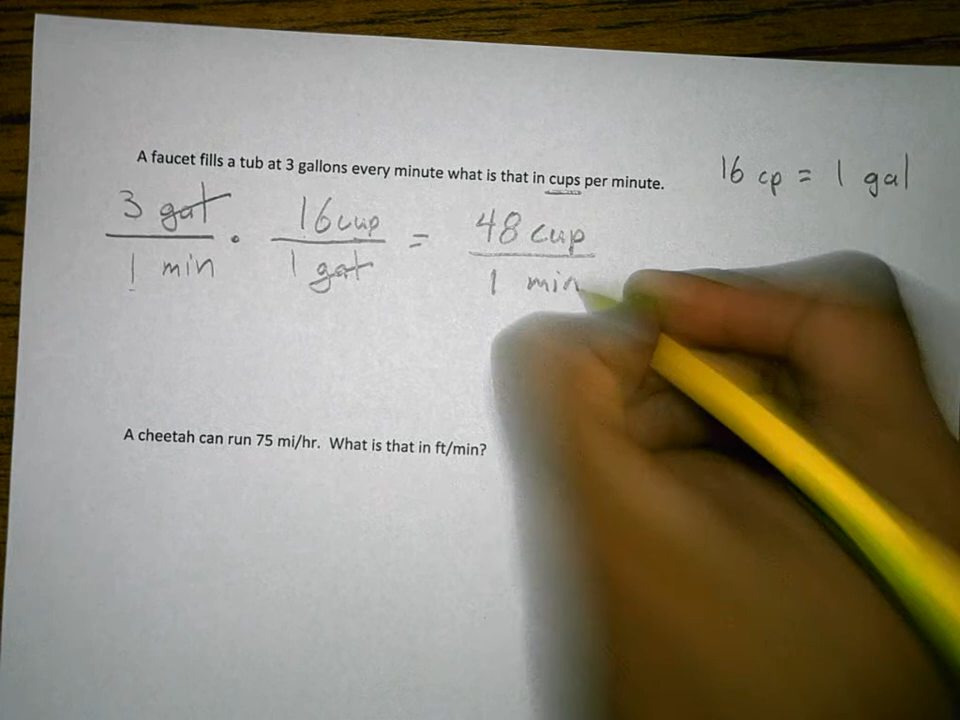 A faucet fills a tub at 3 gallons every minute what is that in cups per minute.
16 cp = 1 gal
3 gal · 16 cup = 48 cup
1 min 1 gal 1 min
A cheetah can run 75 mi/hr. What is that in ft/min?